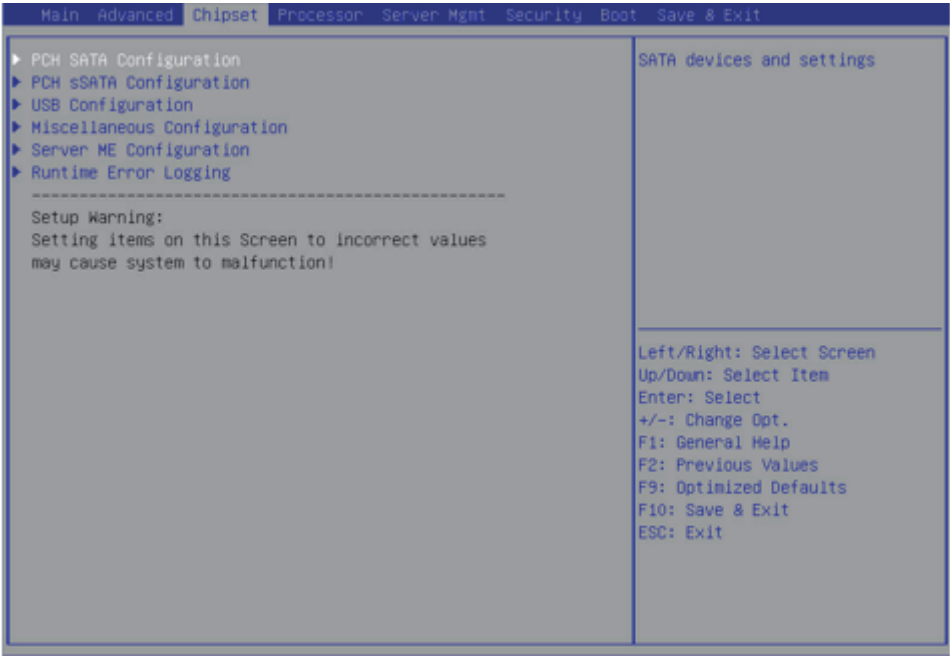 Main Advanced Chipset Processor Server Mgmt Security Boot Save & Exit
PCH SATA Configuration
PCH sSATA Configuration
USB Configuration
Miscellaneous Configuration
Server ME Configuration
Runtime Error Logging
------------------------------------------------------------
Setup Warning:
Setting items on this Screen to incorrect values
may cause system to malfunction!
SATA devices and settings
Left/Right: Select Screen
Up/Down: Select Item
Enter: Select
+/-: Change Opt.
F1: General Help
F2: Previous Values
F9: Optimized Defaults
F10: Save & Exit
ESC: Exit